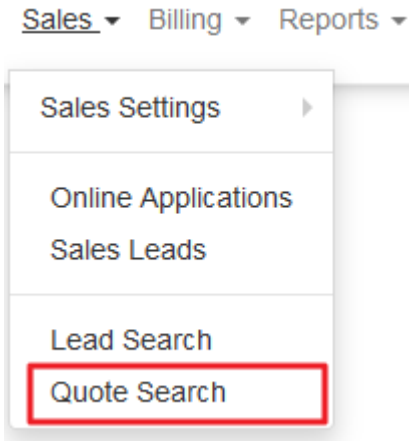 Sales Billing Reports
Sales Settings
Online Applications
Sales Leads
Lead Search
Quote Search